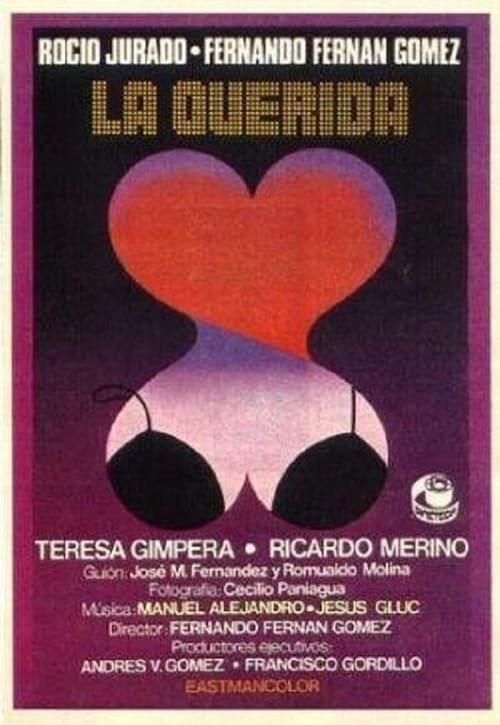 ROCIO JURADO • FERNANDO FERNAN GOMEZ
LA QUERIDA
TERESA GIMPERA • RICARDO MERINO
Guión: José M. Fernandez y Romualdo Molina
Fotografía: Cecilio Paniagua
Música: MANUEL ALEJANDRO • JESUS GLUC
Director: FERNANDO FERNAN GOMEZ
Productores ejecutivos:
ANDRES V. GOMEZ • FRANCISCO GORDILLO
EASTMANCOLOR